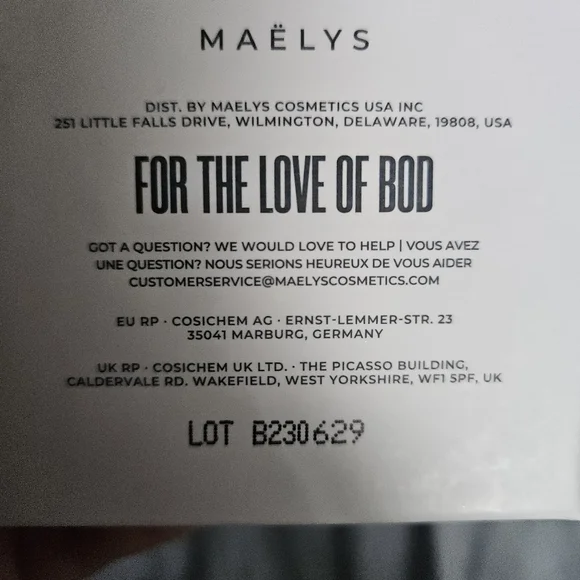 MAËLYS
DIST. BY MAELYS COSMETICS USA INC
251 LITTLE FALLS DRIVE, WILMINGTON, DELAWARE, 19808, USA
FOR THE LOVE OF BOD
GOT A QUESTION? WE WOULD LOVE TO HELP | VOUS AVEZ
UNE QUESTION? NOUS SERIONS HEUREUX DE VOUS AIDER
CUSTOMERSERVICE@MAELYSCOSMETICS.COM
EU RP · COSICHEM AG · ERNST-LEMMER-STR. 23
35041 MARBURG, GERMANY
UK RP · COSICHEM UK LTD. · THE PICASSO BUILDING,
CALDERVALE RD. WAKEFIELD, WEST YORKSHIRE, WF1 5PF, UK
LOT B230629